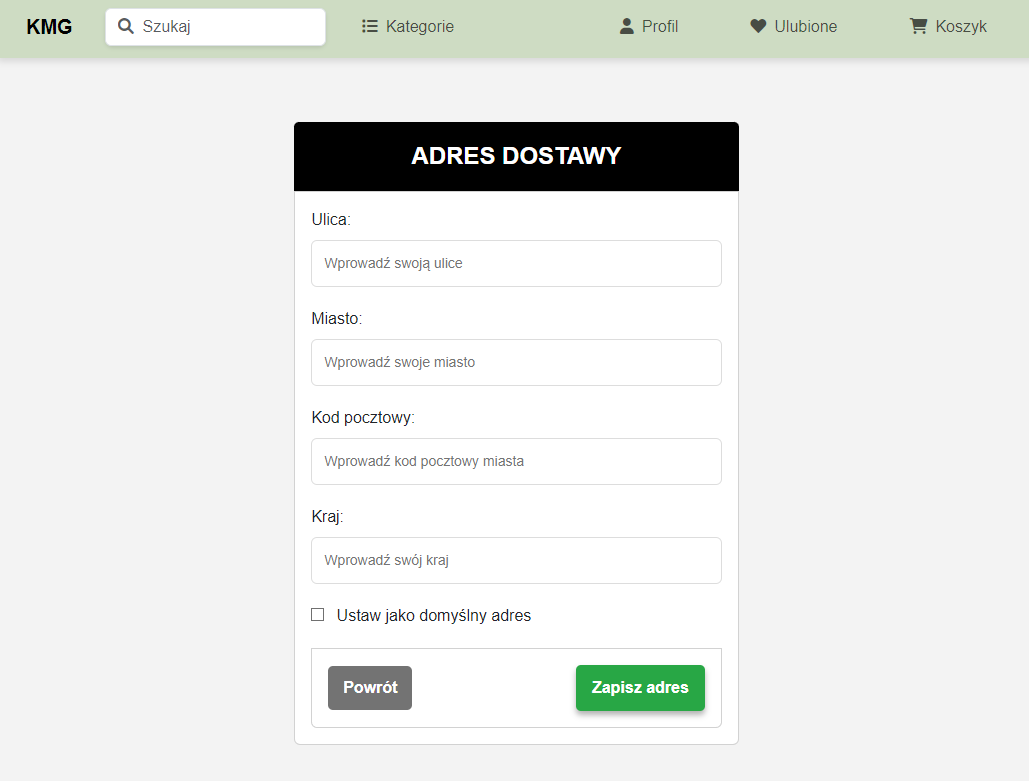 KMG Szukaj Kategorie Profil Ulubione Koszyk
ADRES DOSTAWY
Ulica:
Wprowadź swoją ulice
Miasto:
Wprowadź swoje miasto
Kod pocztowy:
Wprowadź kod pocztowy miasta
Kraj:
Wprowadź swój kraj
Ustaw jako domyślny adres
Powrót Zapisz adres